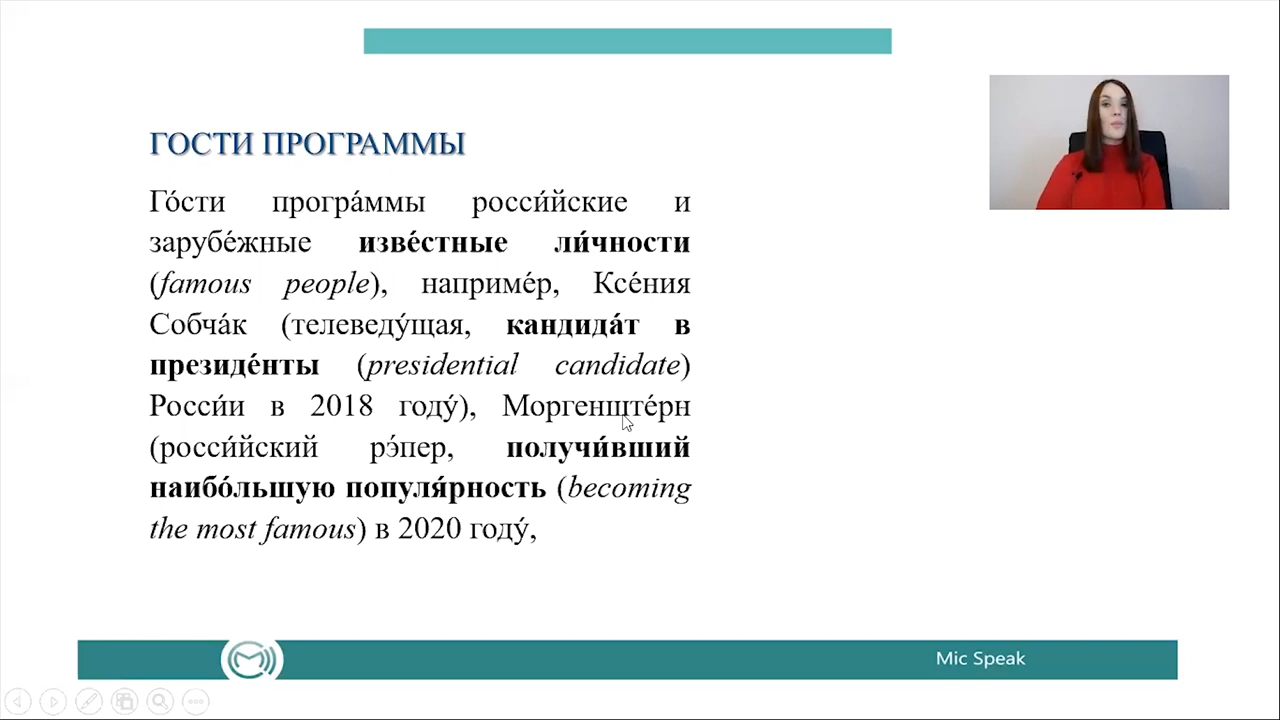 ГОСТИ ПРОГРАММЫ
Го́сти програ́ммы росси́йские и
зарубе́жные изве́стные ли́чности
(famous people), наприме́р, Ксе́ния
Собча́к (телеведу́щая, кандида́т в
президе́нты (presidential candidate)
Росси́и в 2018 году́), Моргенште́рн
(росси́йский рэ́пер, получи́вший
наибо́льшую популя́рность (becoming
the most famous) в 2020 году́,
Mic Speak